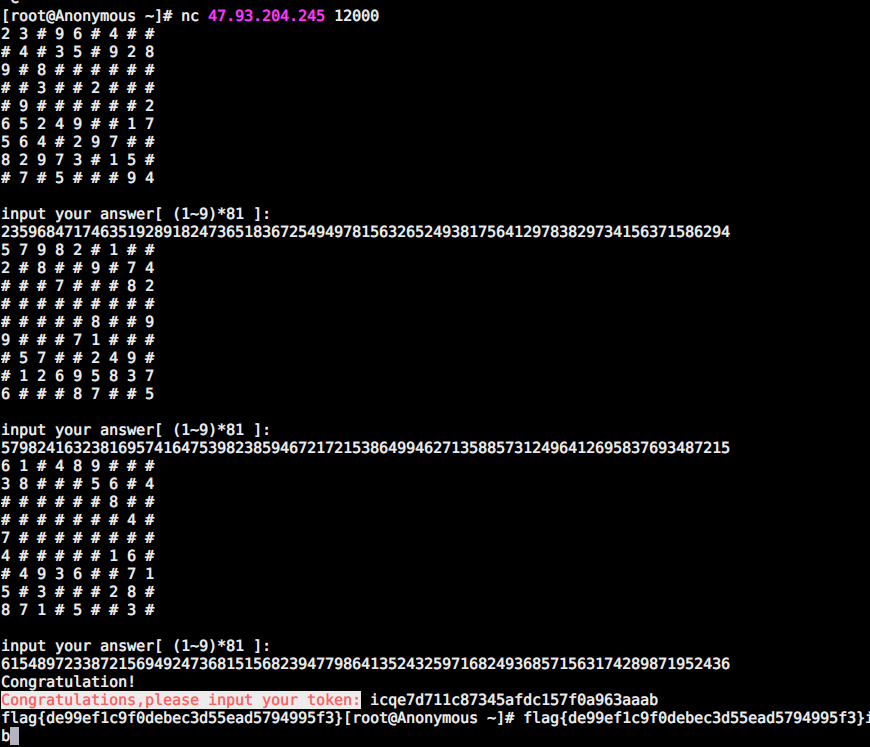 [root@Anonymous ~]# nc 47.93.204.245 12000
2 3 # 9 6 # 4 # #
# 4 # 3 5 # 9 2 8
9 # 8 # # # # # #
# # 3 # # 2 # # #
# 9 # # # # # # 2
6 5 2 4 9 # # 1 7
5 6 4 # 2 9 7 # #
8 2 9 7 3 # 1 5 #
# 7 # 5 # # # 9 4
input your answer[ (1~9)*81 ]:
235968471746351928918247365183672549497815632652493817564129783829734156371586294
5 7 9 8 2 # 1 # #
2 # 8 # # 9 # 7 4
# # # 7 # # # 8 2
# # # # # # # # #
# # # # # 8 # # 9
9 # # # 7 1 # # #
# 5 7 # # 2 4 9 #
# 1 2 6 9 5 8 3 7
6 # # # 8 7 # # 5
input your answer[ (1~9)*81 ]:
579824163238169574164753982385946721721538649946271358857312496412695837693487215
6 1 # 4 8 9 # # #
3 8 # # # 5 6 # 4
# # # # # # 8 # #
# # # # # # # 4 #
7 # # # # # # # #
4 # # # # # 1 6 #
# 4 9 3 6 # # 7 1
5 # 3 # # # 2 8 #
8 7 1 # 5 # # 3 #
input your answer[ (1~9)*81 ]:
615489723387215694924736815156823947798641352432597168249368571563174289871952436
Congratulation!
Congratulations,please input your token: icqe7d711c87345afdc157f0a963aaab
flag{de99ef1c9f0debec3d55ead5794995f3}[root@Anonymous ~]# flag{de99ef1c9f0debec3d55ead5794995f3}i
b